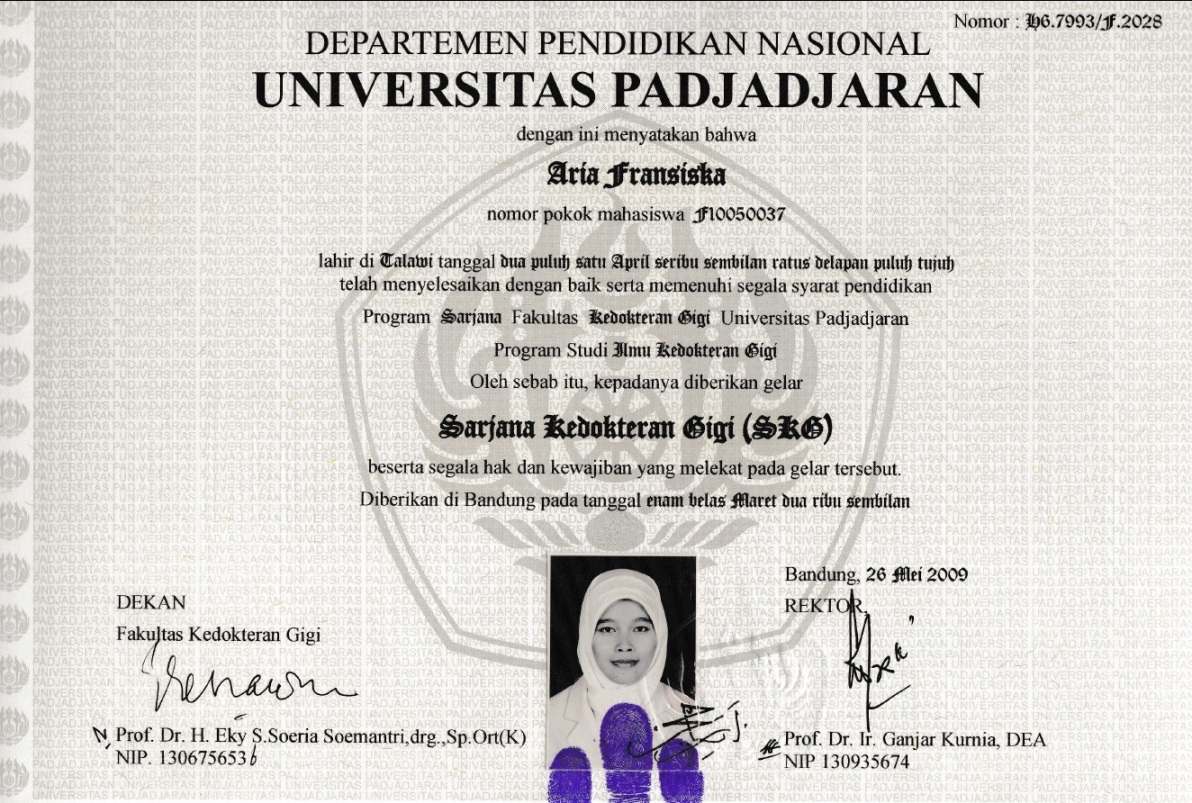 Nomor : H6.7993/F.2028
DEPARTEMEN PENDIDIKAN NASIONAL
UNIVERSITAS PADJADJARAN
dengan ini menyatakan bahwa
Aria Fransiska
nomor pokok mahasiswa F10050037
lahir di Talawi tanggal dua puluh satu April seribu sembilan ratus delapan puluh tujuh
telah menyelesaikan dengan baik serta memenuhi segala syarat pendidikan
Program Sarjana Fakultas Kedokteran Gigi Universitas Padjadjaran
Program Studi Ilmu Kedokteran Gigi
Oleh sebab itu, kepadanya diberikan gelar
Sarjana Kedokteran Gigi (SKG)
beserta segala hak dan kewajiban yang melekat pada gelar tersebut.
Diberikan di Bandung pada tanggal enam belas Maret dua ribu sembilan
DEKAN
Fakultas Kedokteran Gigi
Prof. Dr. H. Eky S.Soeria Soemantri,drg.,Sp.Ort(K)
NIP. 130675653
Bandung, 26 Mei 2009
REKTOR,
Prof. Dr. Ir. Ganjar Kurnia, DEA
NIP 130935674